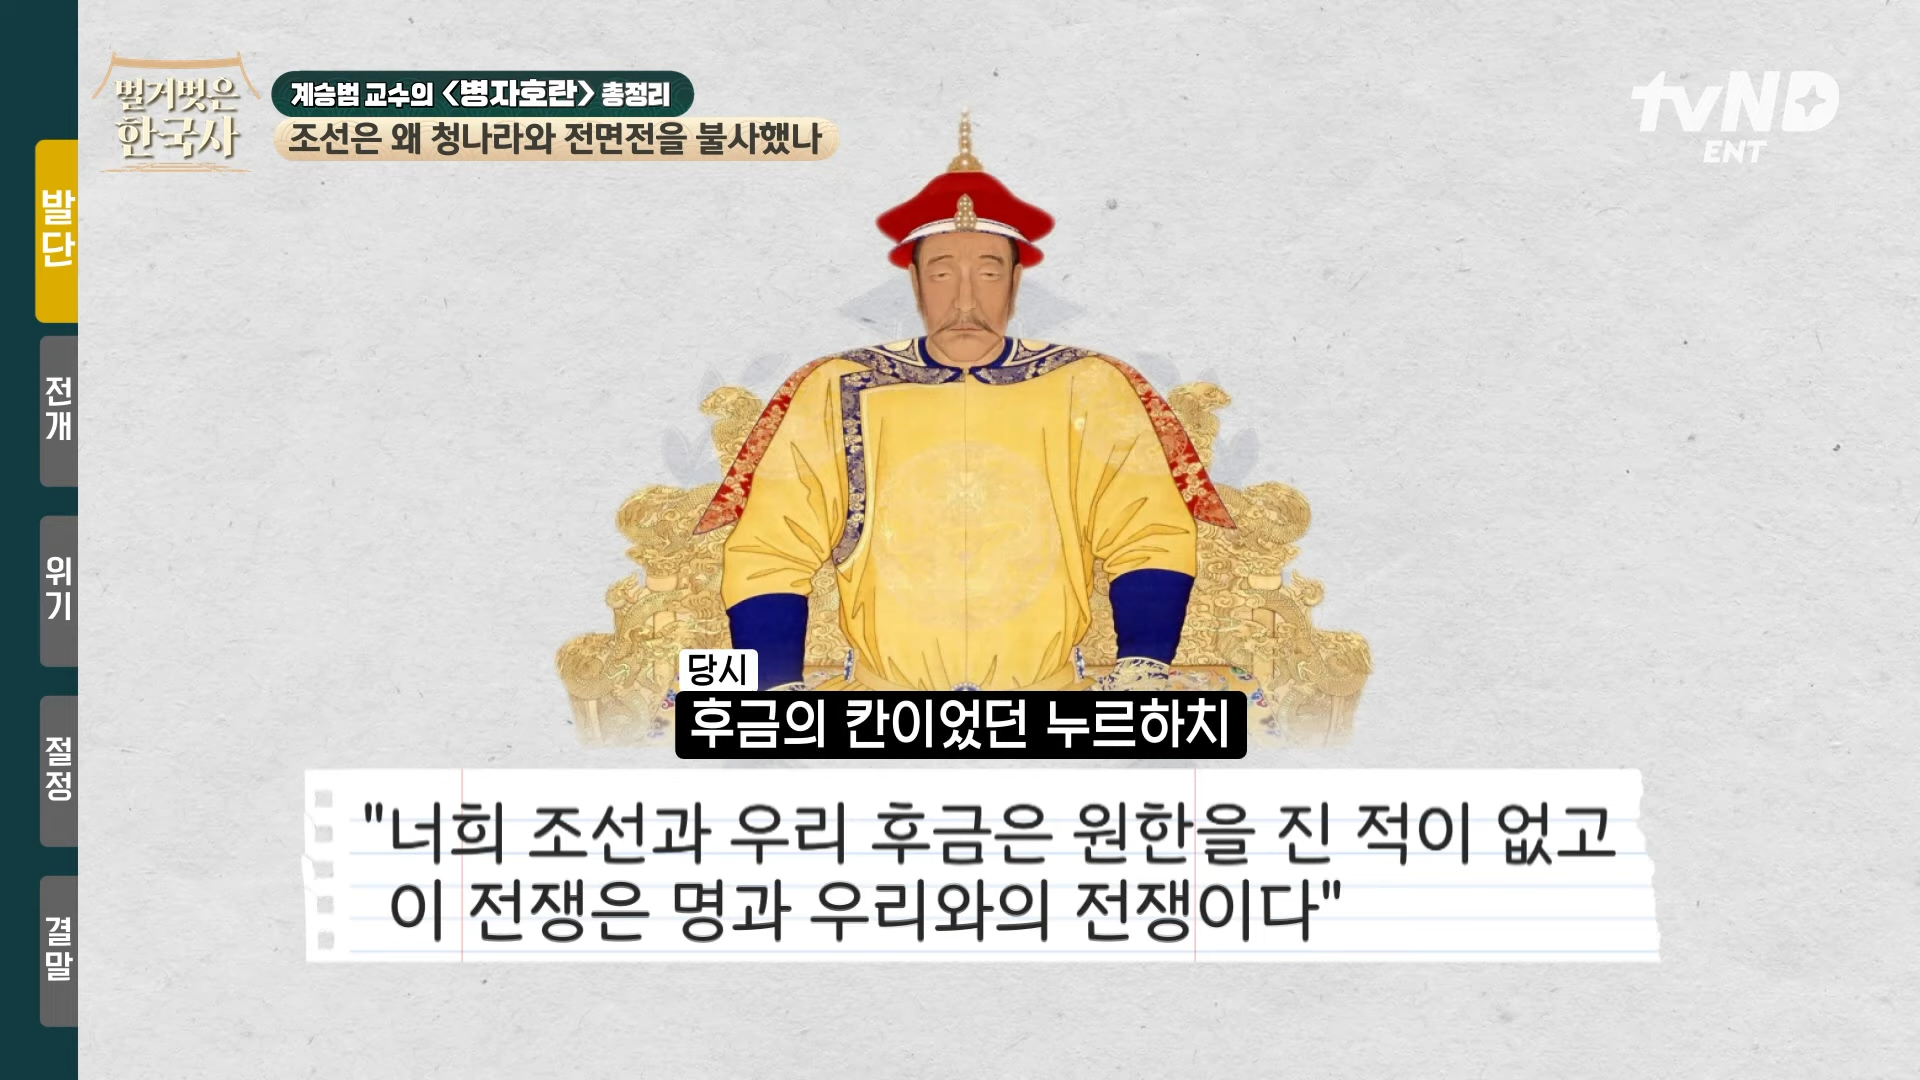 벌거벗은
한국사
계승범 교수의 <병자호란> 총정리
조선은 왜 청나라와 전면전을 불사했나
tvND
ENT
발단
전개
위기
절정
결말
당시
후금의 칸이었던 누르하치
"너희 조선과 우리 후금은 원한을 진 적이 없고
이 전쟁은 명과 우리와의 전쟁이다"